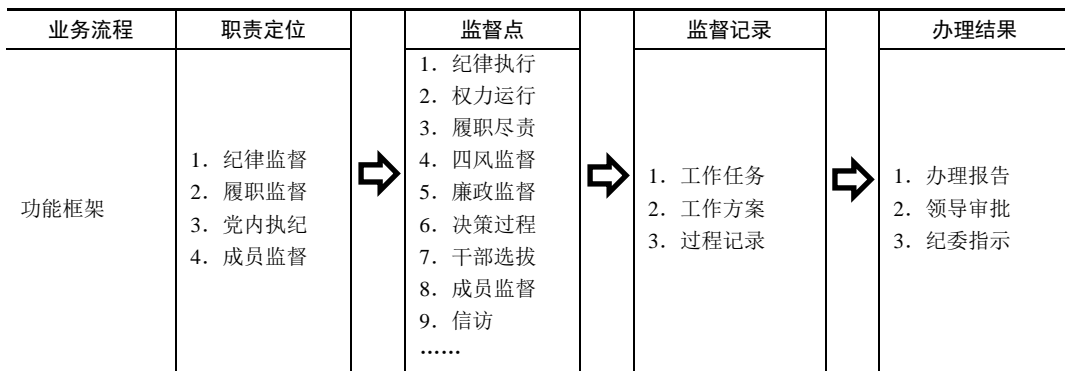 业务流程 职责定位 监督点 监督记录 办理结果
功能框架
1．纪律监督
2．履职监督
3．党内执纪
4．成员监督
1．纪律执行
2．权力运行
3．履职尽责
4．四风监督
5．廉政监督
6．决策过程
7．干部选拔
8．成员监督
9．信访
……
1．工作任务
2．工作方案
3．过程记录
1．办理报告
2．领导审批
3．纪委指示